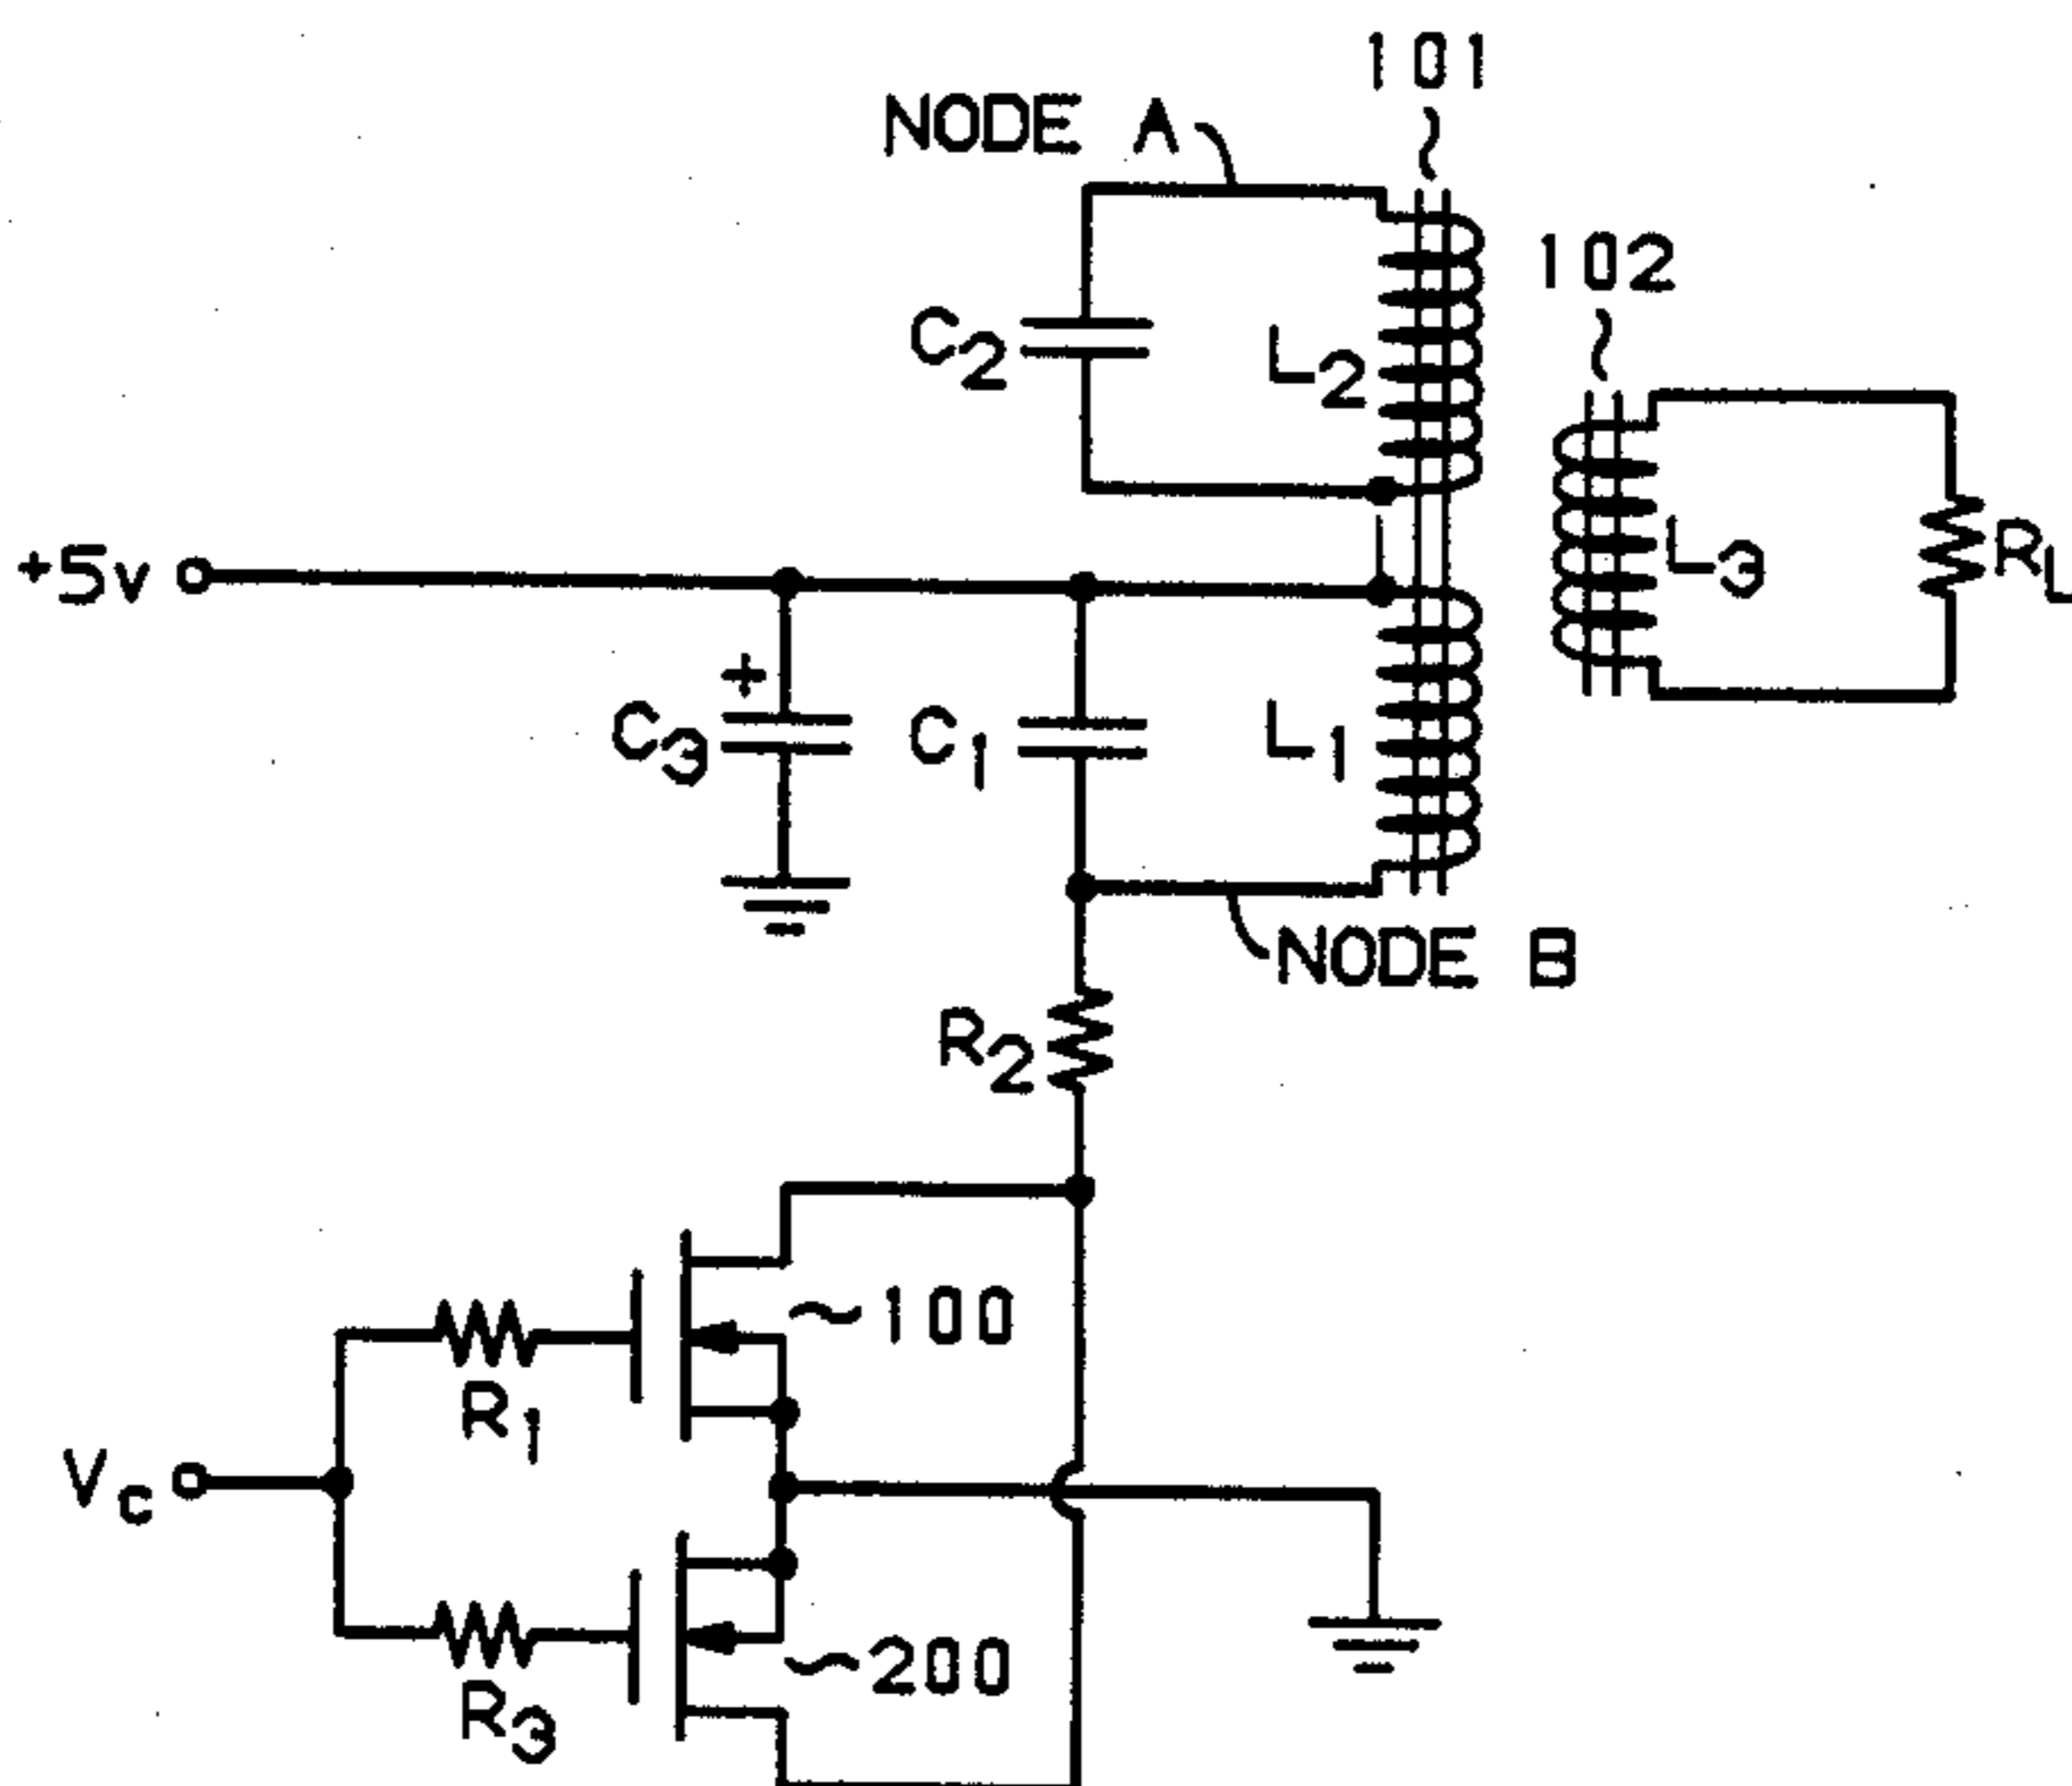 101
NODE A
102
C2
L2
+5v
L3
RL
+
C3
C1
L1
NODE B
R2
~100
R1
Vc
~200
R3